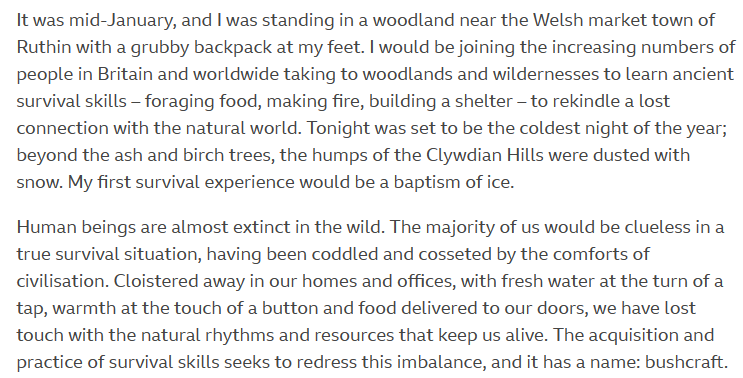 It was mid-January, and I was standing in a woodland near the Welsh market town of
Ruthin with a grubby backpack at my feet. I would be joining the increasing numbers of
people in Britain and worldwide taking to woodlands and wildernesses to learn ancient
survival skills – foraging food, making fire, building a shelter – to rekindle a lost
connection with the natural world. Tonight was set to be the coldest night of the year;
beyond the ash and birch trees, the humps of the Clywdian Hills were dusted with
snow. My first survival experience would be a baptism of ice.
Human beings are almost extinct in the wild. The majority of us would be clueless in a
true survival situation, having been coddled and cosseted by the comforts of
civilisation. Cloistered away in our homes and offices, with fresh water at the turn of a
tap, warmth at the touch of a button and food delivered to our doors, we have lost
touch with the natural rhythms and resources that keep us alive. The acquisition and
practice of survival skills seeks to redress this imbalance, and it has a name: bushcraft.